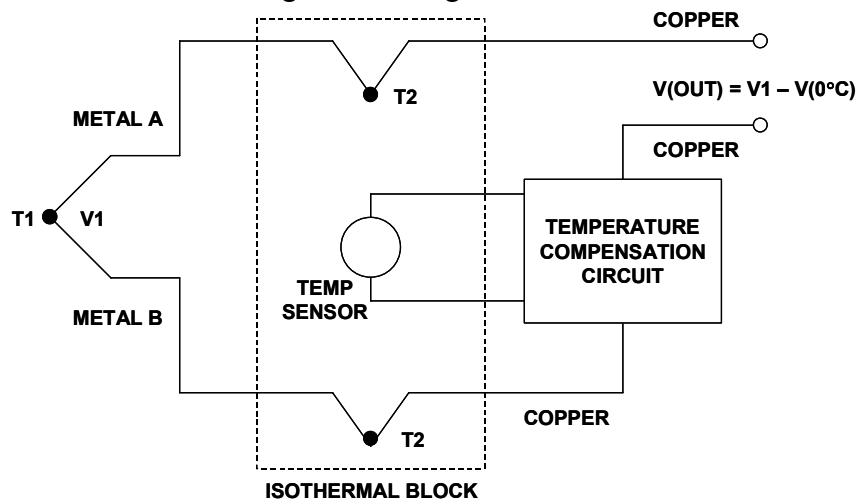 COPPER
T2
V(OUT) = V1 – V(0°C)
METAL A
COPPER
T1
V1
TEMPERATURE
COMPENSATION
CIRCUIT
TEMP
SENSOR
METAL B
COPPER
T2
ISOTHERMAL BLOCK